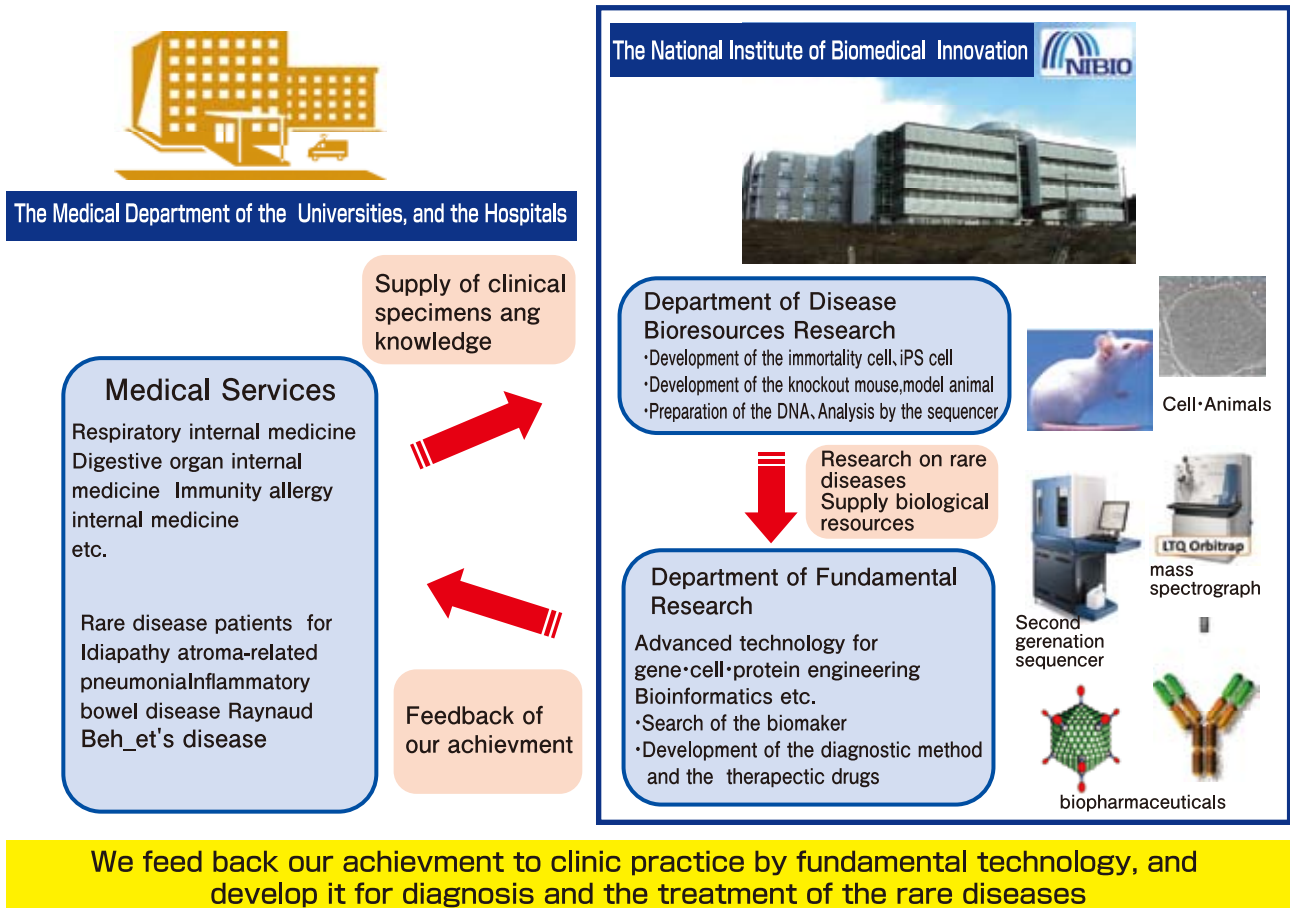 The National Institute of Biomedical Innovation
NIBIO
The Medical Department of the Universities, and the Hospitals
Supply of clinical
specimens ang
knowledge
Medical Services
Respiratory internal medicine
Digestive organ internal
medicine Immunity allergy
internal medicine
etc.
Rare disease patients for
Idiapathy atroma-related
pneumoniaInflammatory
bowel disease Raynaud
Beh_et's disease
Feedback of
our achievment
Department of Disease
Bioresources Research
・Development of the immortality cell、iPS cell
・Development of the knockout mouse,model animal
・Preparation of the DNA、Analysis by the sequencer
Cell・Animals
Research on rare
diseases
Supply biological
resources
Department of Fundamental
Research
Advanced technology for
gene・cell・protein engineering
Bioinformatics etc.
・Search of the biomaker
・Development of the diagnostic method
and the therapectic drugs
LTQ Orbitrap
mass
spectrograph
Second
gerenation
sequencer
biopharmaceuticals
We feed back our achievment to clinic practice by fundamental technology, and
develop it for diagnosis and the treatment of the rare diseases